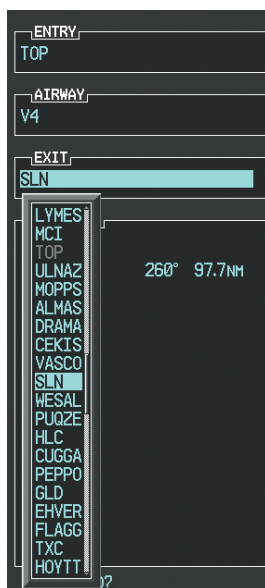 ENTRY
TOP
AIRWAY
V4
EXIT
SLN
LYMES
MCI
TOP
ULNAZ
260° 97.7NM
MOPPS
ALMAS
DRAMA
CEKIS
VASCO
SLN
WESAL
PUQZE
HLC
CUGGA
PEPPO
GLD
EHVER
FLAGG
TXC
HOYTT
?